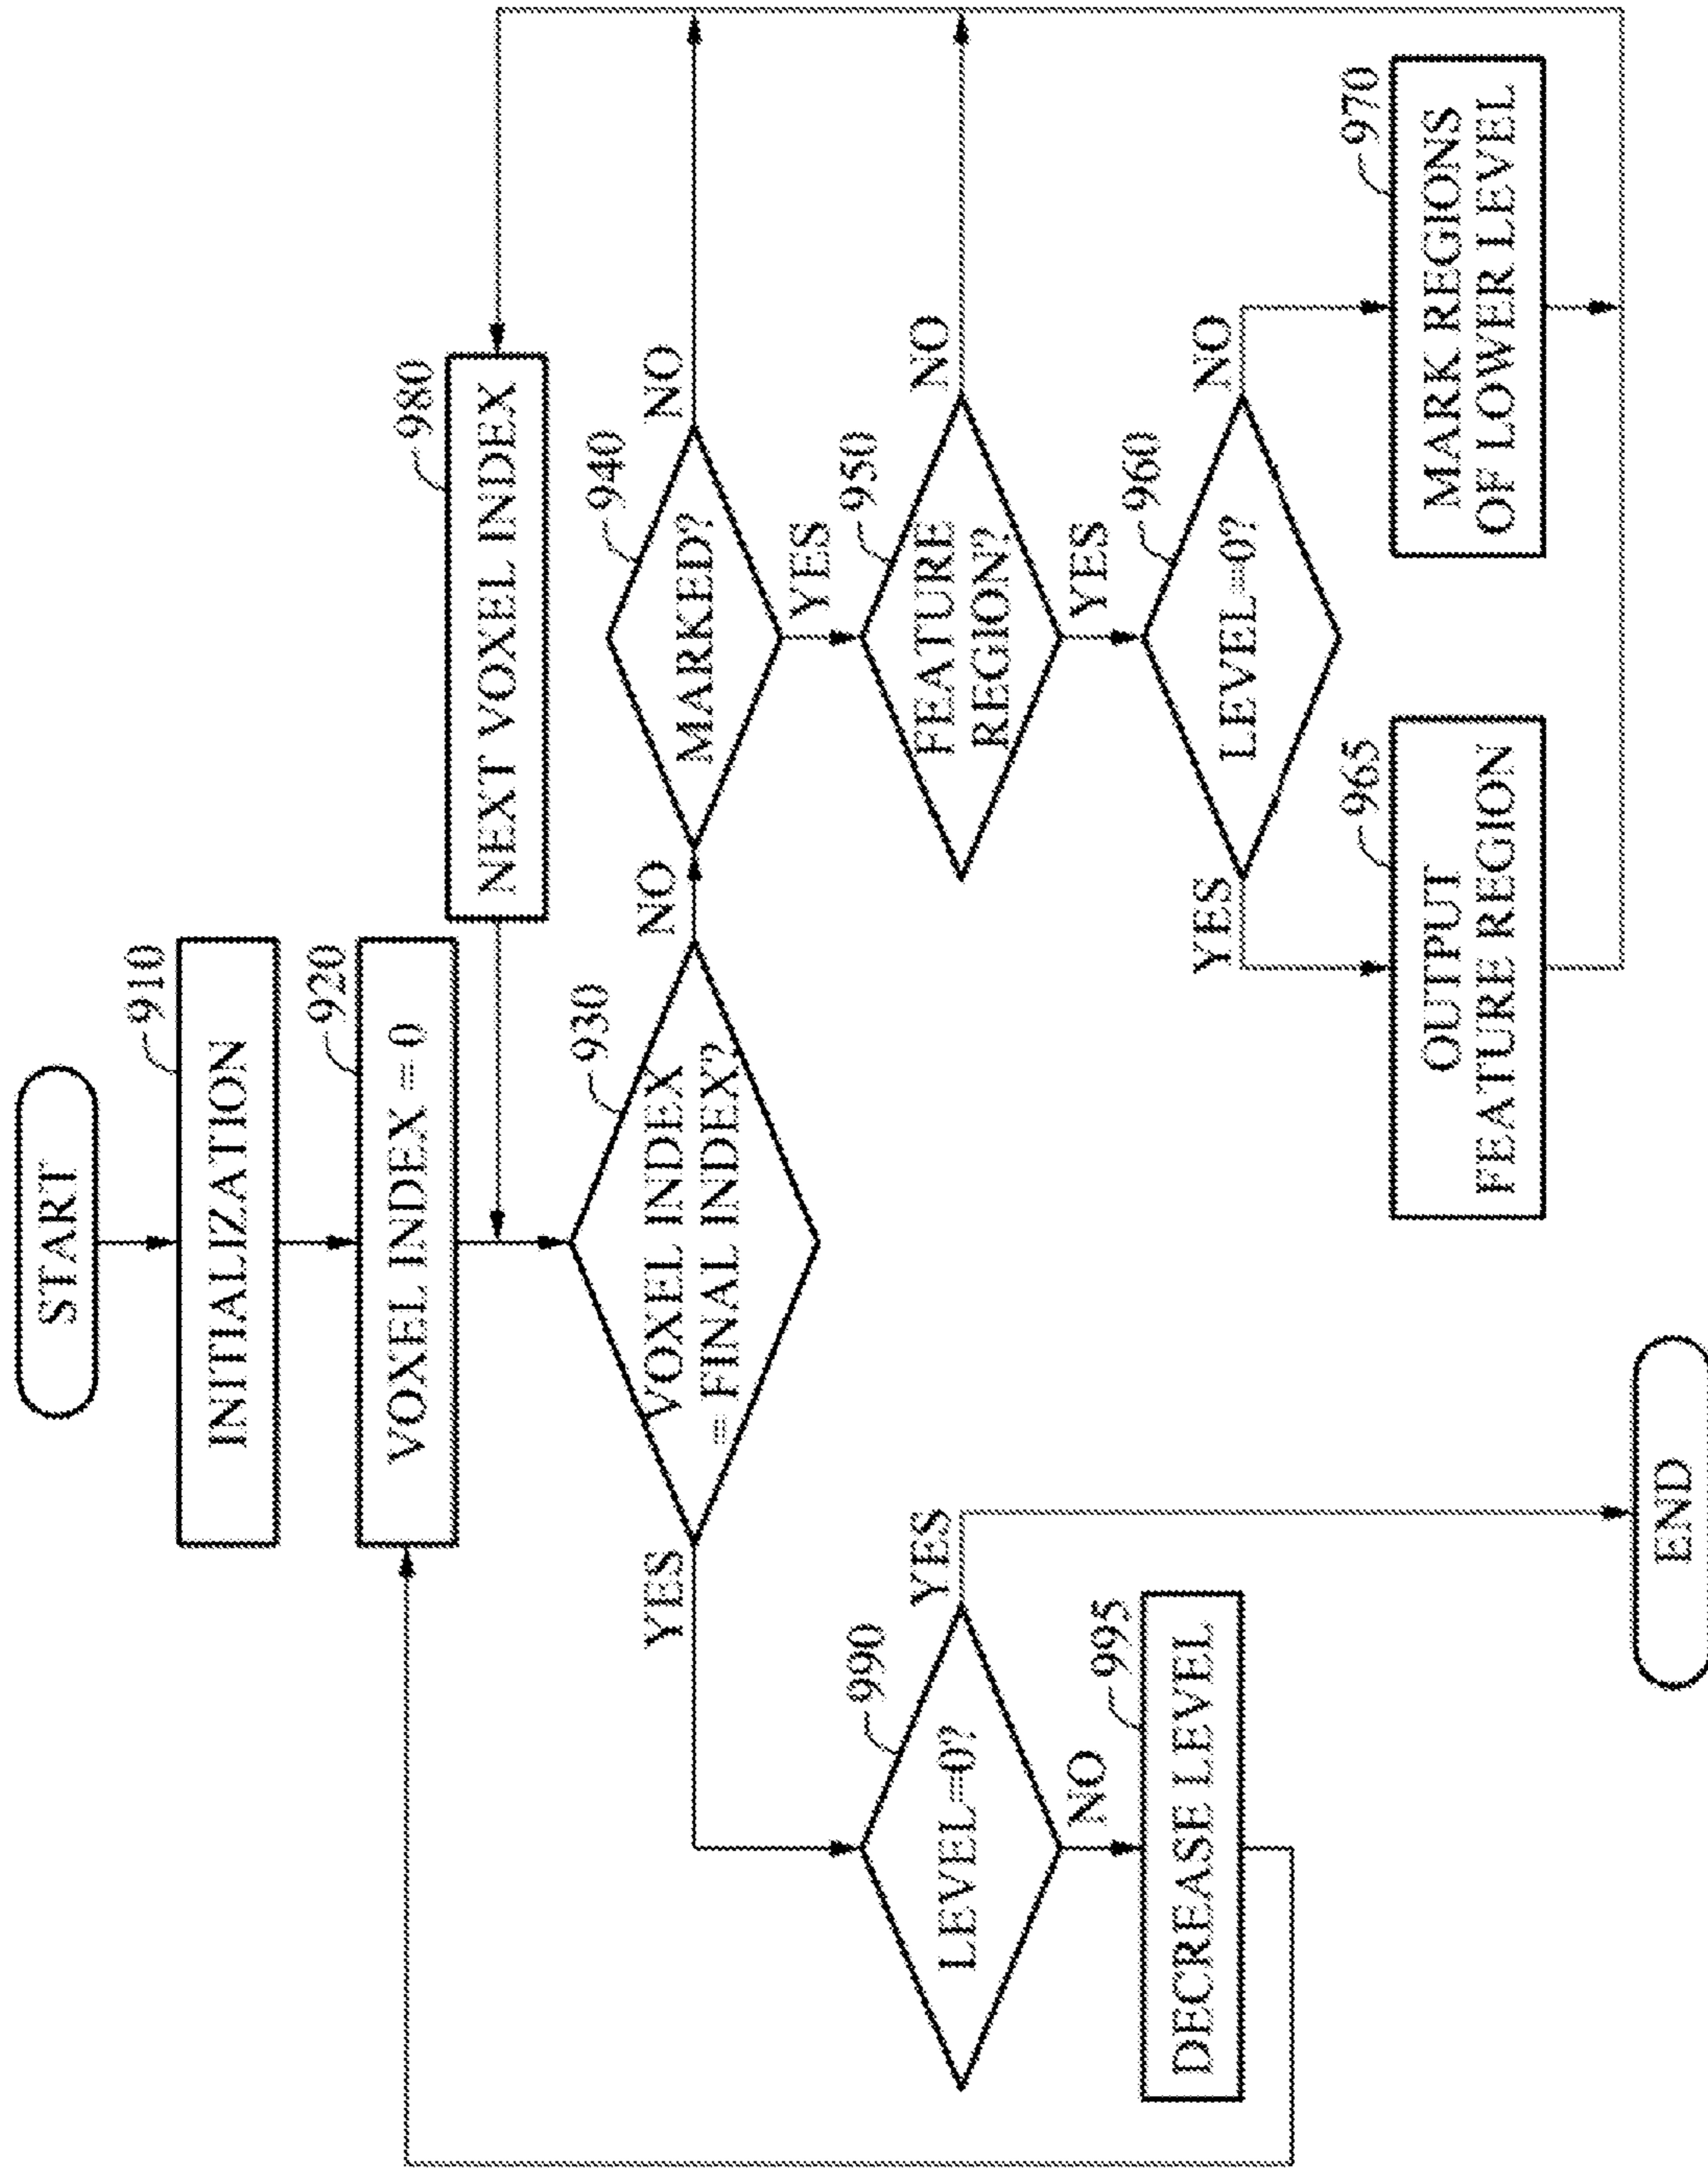 START
910
INITIALIZATION
920
VOXEL INDEX = 0
980
NEXT VOXEL INDEX
930
VOXEL INDEX
= FINAL INDEX?
YES
NO
940
MARKED?
NO
YES
990
LEVEL=0?
YES
NO
950
FEATURE
REGION?
NO
YES
995
DECREASE LEVEL
960
LEVEL=0?
YES
NO
965
OUTPUT
FEATURE REGION
970
MARK REGIONS
OF LOWER LEVEL
END